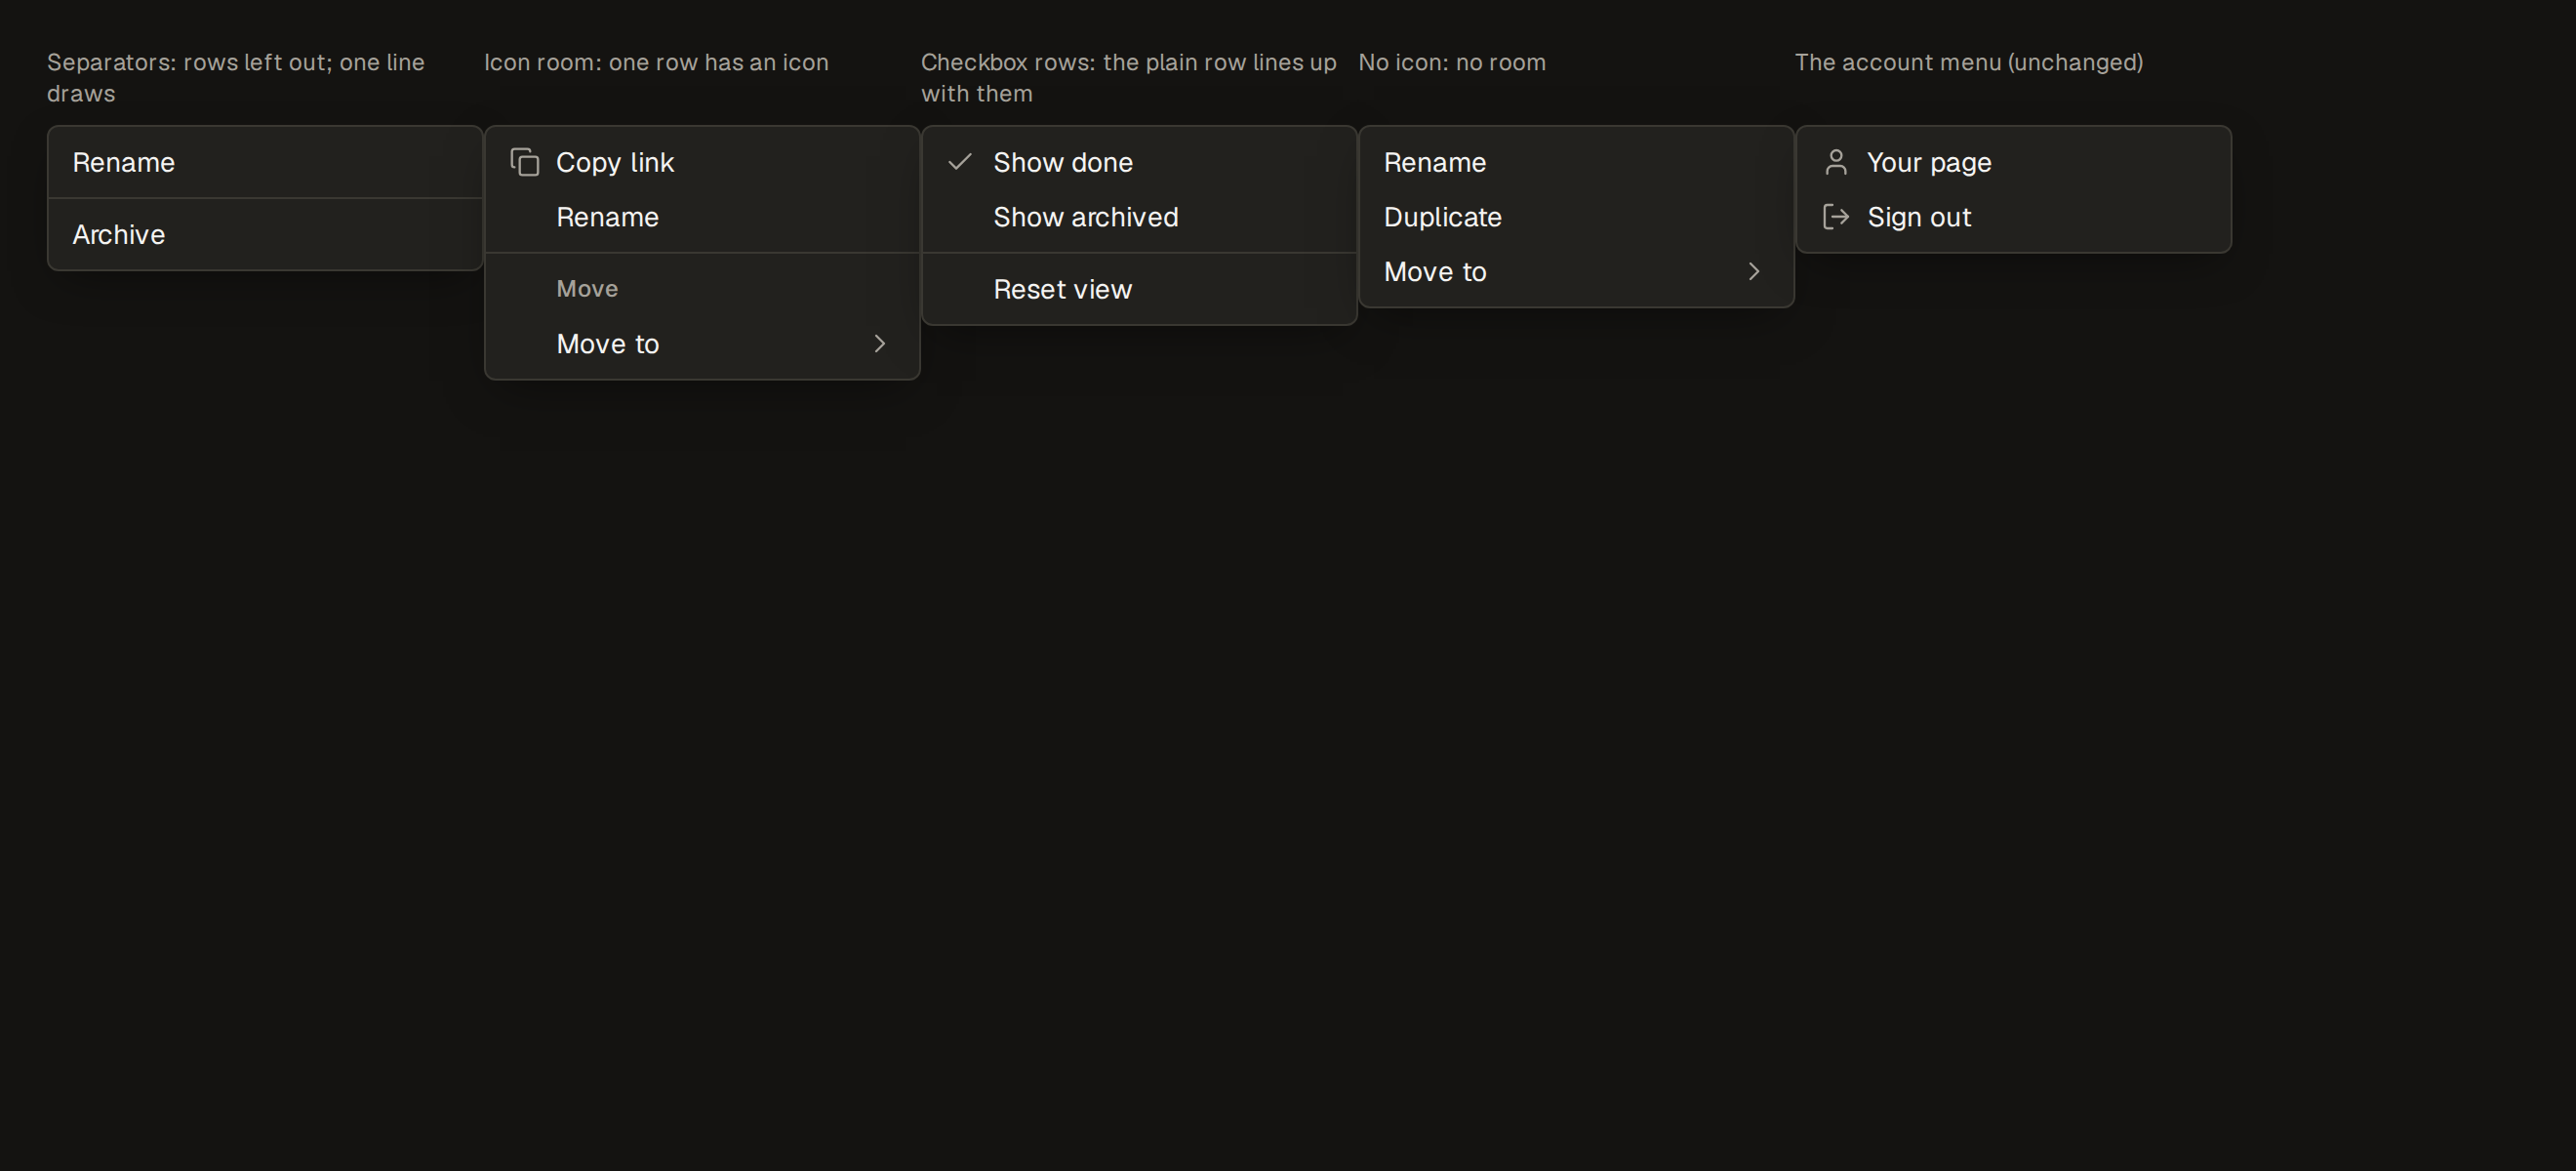 Separators: rows left out; one line
draws
Rename
Archive
Icon room: one row has an icon
Copy link
Rename
Move
Move to
Checkbox rows: the plain row lines up
with them
Show done
Show archived
Reset view
No icon: no room
Rename
Duplicate
Move to
The account menu (unchanged)
Your page
Sign out